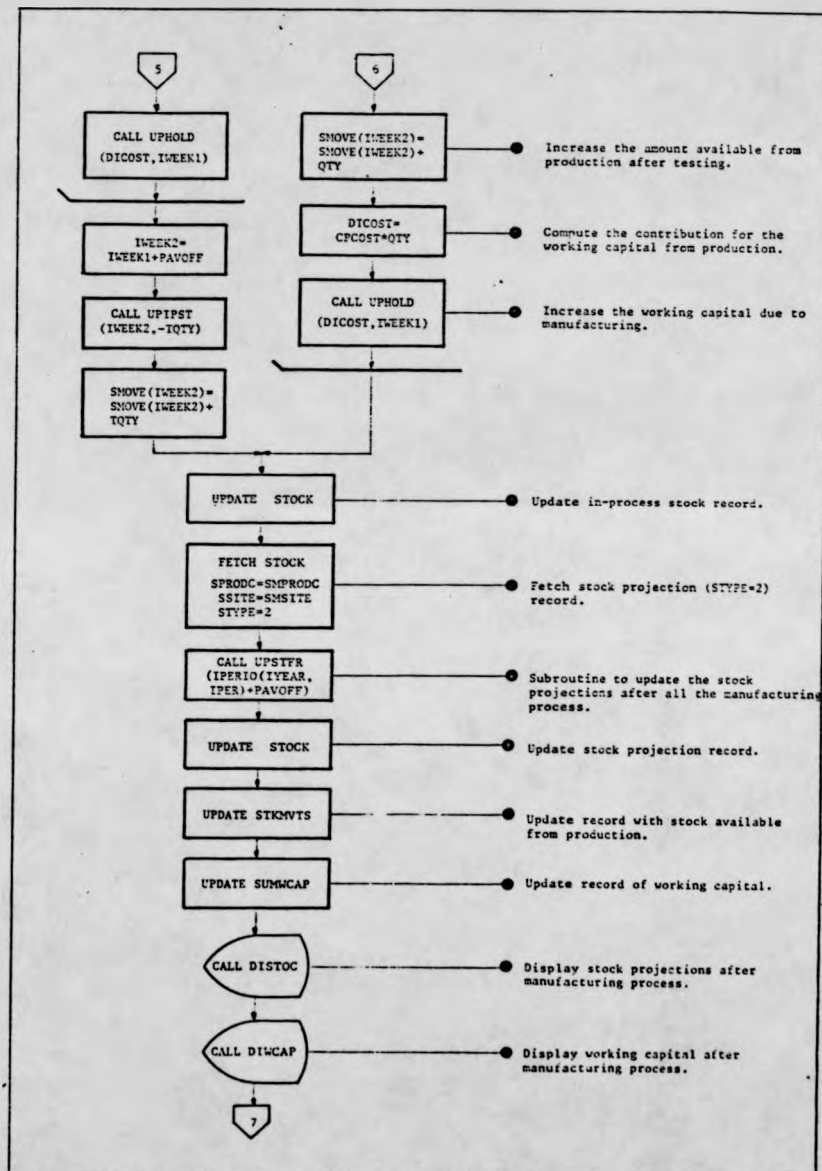 5
CALL UPHOLD
(DICOST,IWEEK1)
IWEEK2=
IWEEK1+PAVOFF
CALL UPIPST
(IWEEK2,-TQTY)
SMOVE(IWEEK2)=
SMOVE(IWEEK2)+
TQTY
6
SMOVE(IWEEK2)=
SMOVE(IWEEK2)+
QTY
Increase the amount available from
production after testing.
DICOST=
CPCOST*QTY
Compute the contribution for the
working capital from production.
CALL UPHOLD
(DICOST,IWEEK1)
Increase the working capital due to
manufacturing.
UPDATE STOCK
Update in-process stock record.
FETCH STOCK
SPRODC=SMPRODC
SSITE=SMSITE
STYPE=2
Fetch stock projection (STYPE=2)
record.
CALL UPSTFR
(IPERIO(IYEAR,
IPER)+PAVOFF)
Subroutine to update the stock
projections after all the manufacturing
process.
UPDATE STOCK
Update stock projection record.
UPDATE STKMVTS
Update record with stock available
from production.
UPDATE SUMWCAP
Update record of working capital.
CALL DISTOC
Display stock projections after
manufacturing process.
CALL DIWCAP
Display working capital after
manufacturing process.
7